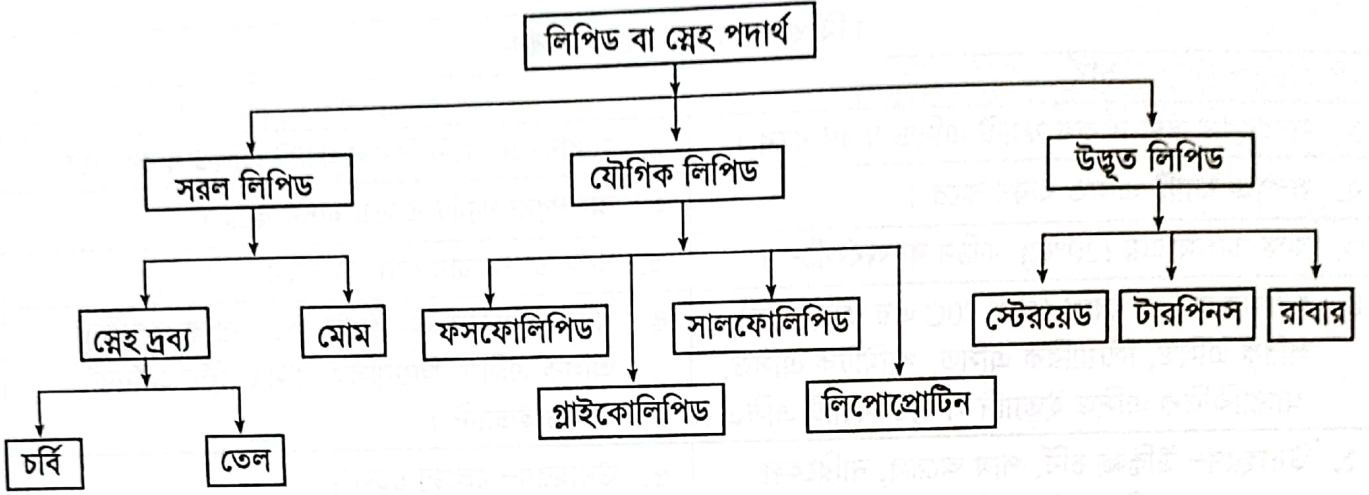 লিপিড বা স্নেহ পদার্থ
সরল লিপিড
যৌগিক লিপিড
উদ্ভূত লিপিড
স্নেহ দ্রব্য
মোম
ফসফোলিপিড
সালফোলিপিড
স্টেরয়েড
টারপিনস
রাবার
গ্লাইকোলিপিড
লিপোপ্রোটিন
চর্বি
তেল